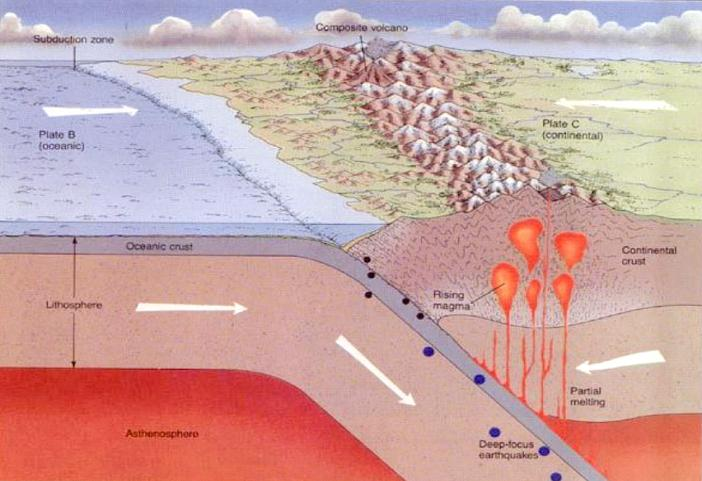 Subduction zone
Composite volcano
Plate B
(oceanic)
Plate C
(continental)
Oceanic crust
Continental
crust
Lithosphere
Rising
magma
Partial
melting
Asthenosphere
Deep-focus
earthquakes